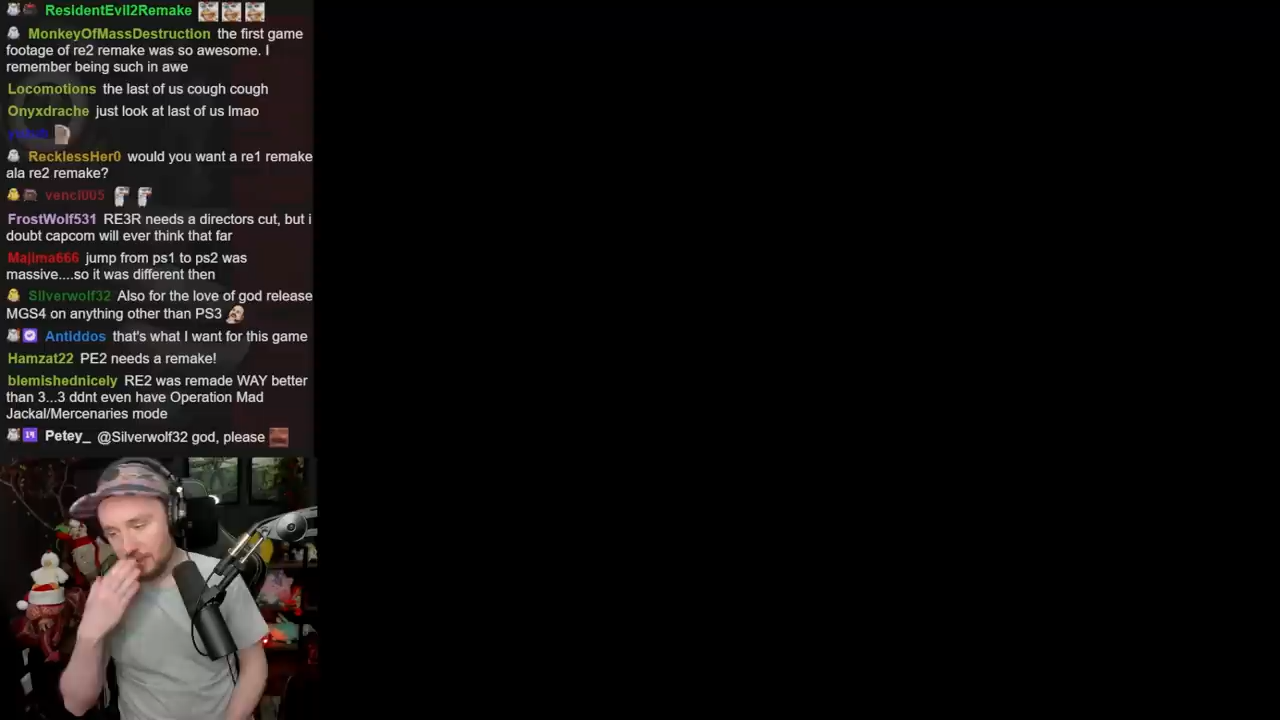 ResidentEvil2Remake
MonkeyOfMassDestruction the first game
footage of re2 remake was so awesome. I
remember being such in awe
Locomotions the last of us cough cough
Onyxdrache just look at last of us lmao
RecklessHer0 would you want a re1 remake
ala re2 remake?
vencl005
FrostWolf531 RE3R needs a directors cut, but i
doubt capcom will ever think that far
Majima666 jump from ps1 to ps2 was
massive....so it was different then
Silverwolf32 Also for the love of god release
MGS4 on anything other than PS3
Antiddos that's what I want for this game
Hamzat22 PE2 needs a remake!
blemishednicely RE2 was remade WAY better
than 3...3 ddnt even have Operation Mad
Jackal/Mercenaries mode
Petey_ @Silverwolf32 god, please